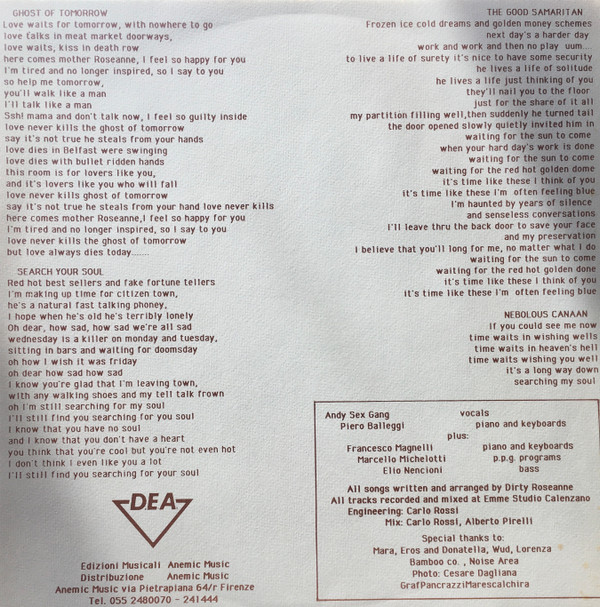 GHOST OF TOMORROW
Love waits for tomorrow, with nowhere to go
love talks in meat market doorways,
love waits, kiss in death row
here comes mother Roseanne, I feel so happy for you
I'm tired and no longer inspired, so I say to you
so help me tomorrow,
you'll walk like a man
I'll talk like a man
Ssh! mama and don't talk now, I feel so guilty inside
love never kills the ghost of tomorrow
say it's not true he steals from your hands
love dies in Belfast were swinging
love dies with bullet ridden hands
this room is for lovers like you,
and it's lovers like you who will fall
love never kills ghost of tomorrow
say it's not true he steals from your hand love never kills
here comes mother Roseanne,I feel so happy for you
I'm tired and no longer inspired, so I say to you
love never kills the ghost of tomorrow
but love always dies today.......
SEARCH YOUR SOUL
Red hot best sellers and fake fortune tellers
I'm making up time for citizen town,
he's a natural fast talking phoney,
I hope when he's old he's terribly lonely
Oh dear, how sad, how sad we're all sad
wednesday is a killer on monday and tuesday,
sitting in bars and waiting for doomsday
oh how I wish it was friday
oh dear how sad how sad
I know you're glad that I'm leaving town,
with any walking shoes and my tell talk frown
oh I'm still searching for my soul
I'll still find you searching for you soul
I know that you have no soul
and I know that you don't have a heart
you think that you're cool but you're not even hot
I don't think I even like you a lot
I'll still find you searching for your soul
DEA
Edizioni Musicali Anemic Music
Distribuzione Anemic Music
Anemic Music via Pietrapiana 64/r Firenze
Tel. 055 2480070 - 241444
THE GOOD SAMARITAN
Frozen ice cold dreams and golden money schemes
next day's a harder day
work and work and then no play uum....
to live a life of surety it's nice to have some security
he lives a life of solitude
he lives a life just thinking of you
they'll nail you to the floor
just for the share of it all
my partition filling well,then suddenly he turned tail
the door opened slowly quietly invited him in
waiting for the sun to come
when your hard day's work is done
waiting for the sun to come
waiting for the red hot golden dome
it's time like these I think of you
it's time like these I'm often feeling blue
I'm haunted by years of silence
and senseless conversations
I'll leave thru the back door to save your face
and my preservation
I believe that you'll long for me, no matter what I do
waiting for the sun to come
waiting for the red hot golden done
it's time like these I think of you
it's time like these I'm often feeling blue
NEBOLOUS CANAAN
If you could see me now
time waits in wishing wells
time waits in heaven's hell
time waits wishing you well
it's a long way down
searching my soul
Andy Sex Gang vocals
Piero Balleggi piano and keyboards
plus:
Francesco Magnelli piano and keyboards
Marcello Michelotti p.p.g. programs
Elio Nencioni bass
All songs written and arranged by Dirty Roseanne
All tracks recorded and mixed at Emme Studio Calenzano
Engineering: Carlo Rossi
Mix: Carlo Rossi, Alberto Pirelli
Special thanks to:
Mara, Eros and Donatella, Wud, Lorenza
Bamboo co. , Noise Area
Photo: Cesare Dagliana
GrafPancrazziMarescalchira